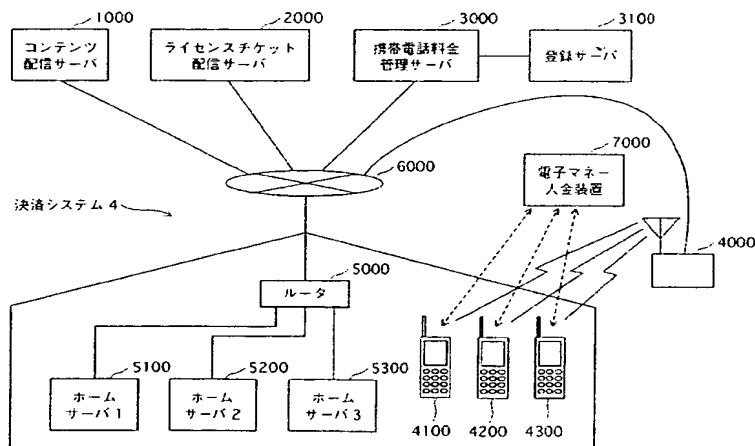 1000
2000
3000
3100
コンテンツ
配信サーバ
ライセンスチケット
配信サーバ
携帯電話料金
管理サーバ
登録サーバ
6000
7000
電子マネー
入金装置
決済システム 4
4000
5000
ルータ
5100
5200
5300
ホーム
サーバ 1
ホーム
サーバ 2
ホーム
サーバ 3
4100
4200
4300